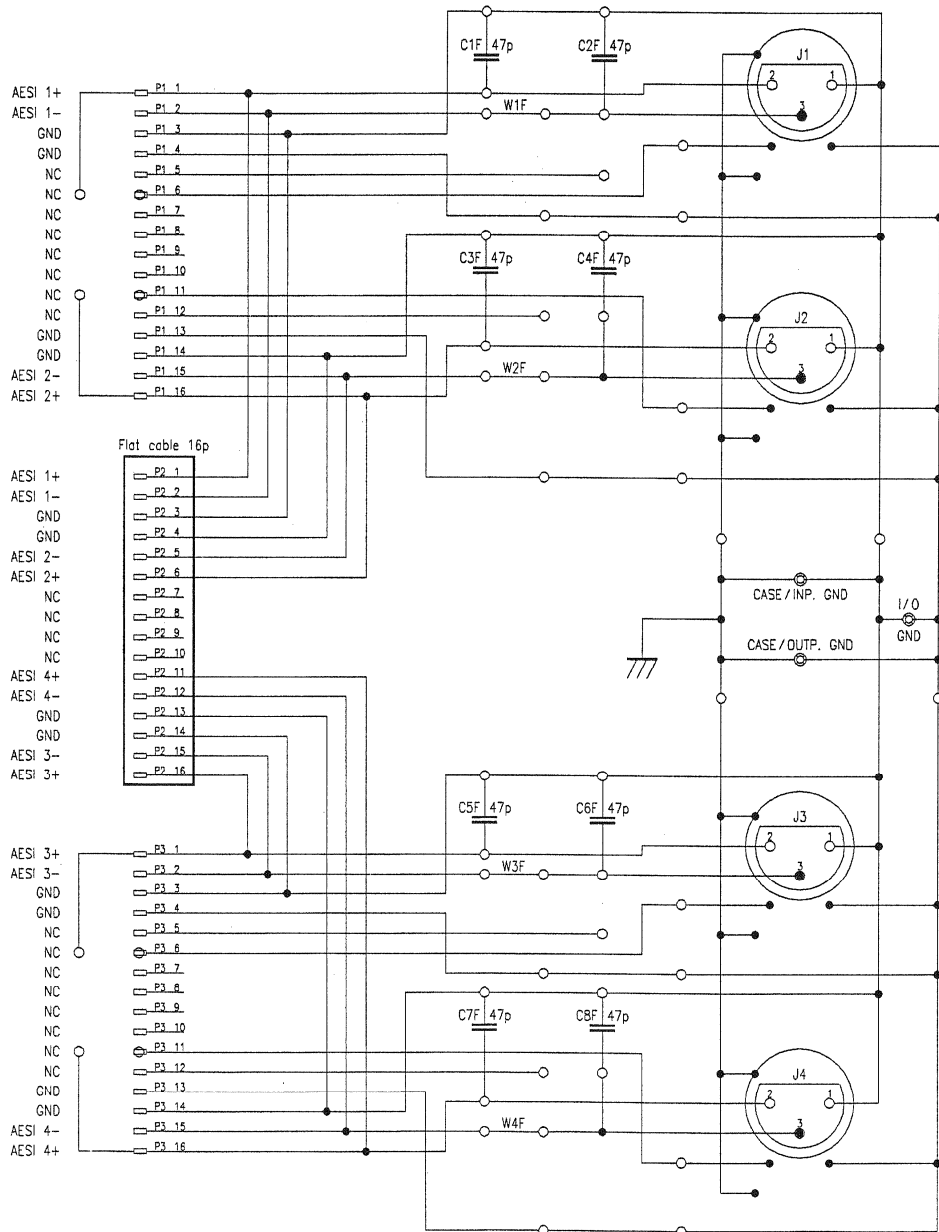 C1F 47p C2F 47p J1
2 1
AESI 1+ P1 1
AESI 1- P1 2 W1F 3
GND P1 3
GND P1 4
NC P1 5
NC P1 6
NC P1 7
NC P1 8
NC P1 9 C3F 47p C4F 47p
NC P1 10
NC P1 11
NC P1 12 J2
GND P1 13
GND P1 14 2 1
AESI 2- P1 15 W2F 3
AESI 2+ P1 16
Flat cable 16p
AESI 1+ P2 1
AESI 1- P2 2
GND P2 3
GND P2 4
AESI 2- P2 5
AESI 2+ P2 6
NC P2 7 CASE/INP. GND
NC P2 8 I/O
NC P2 9 GND
NC P2 10 CASE/OUTP. GND
AESI 4+ P2 11
AESI 4- P2 12
GND P2 13
GND P2 14
AESI 3- P2 15
AESI 3+ P2 16
C5F 47p C6F 47p J3
2 1
AESI 3+ P3 1
AESI 3- P3 2 W3F 3
GND P3 3
GND P3 4
NC P3 5
NC P3 6
NC P3 7
NC P3 8
NC P3 9 C7F 47p C8F 47p
NC P3 10
NC P3 11
NC P3 12 J4
GND P3 13
GND P3 14 2 1
AESI 4- P3 15 W4F 3
AESI 4+ P3 16